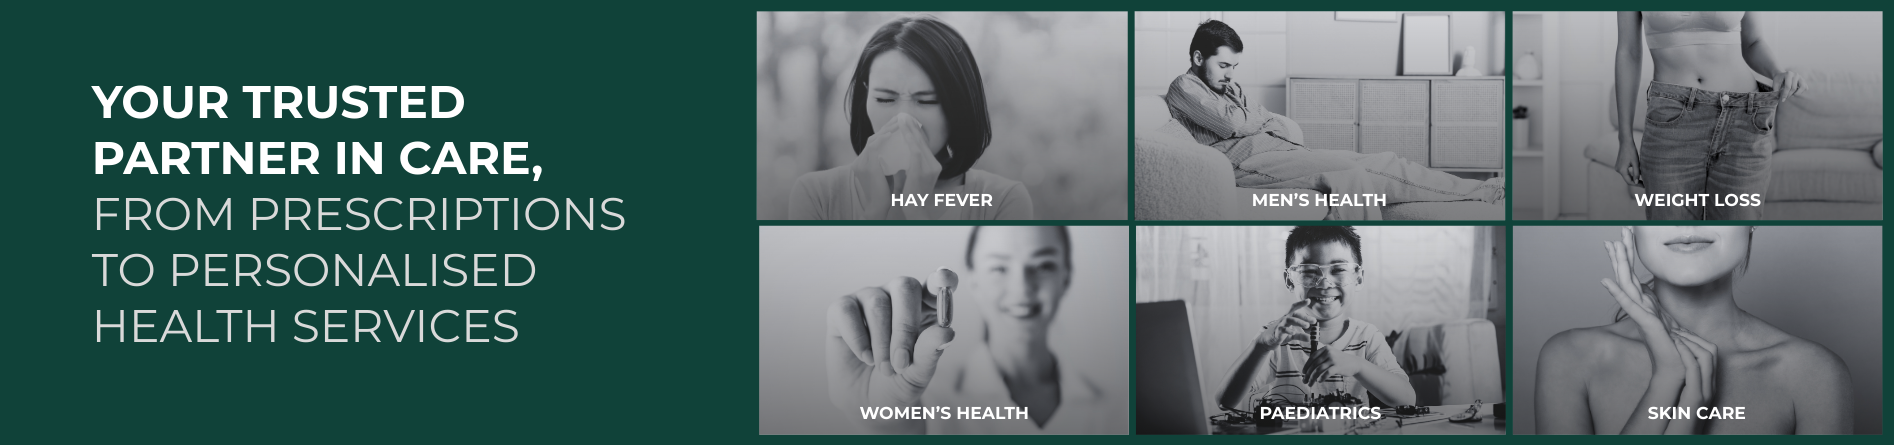 YOUR TRUSTED
PARTNER IN CARE,
FROM PRESCRIPTIONS
TO PERSONALISED
HEALTH SERVICES
HAY FEVER
MEN'S HEALTH
WEIGHT LOSS
WOMEN'S HEALTH
PAEDIATRICS
SKIN CARE